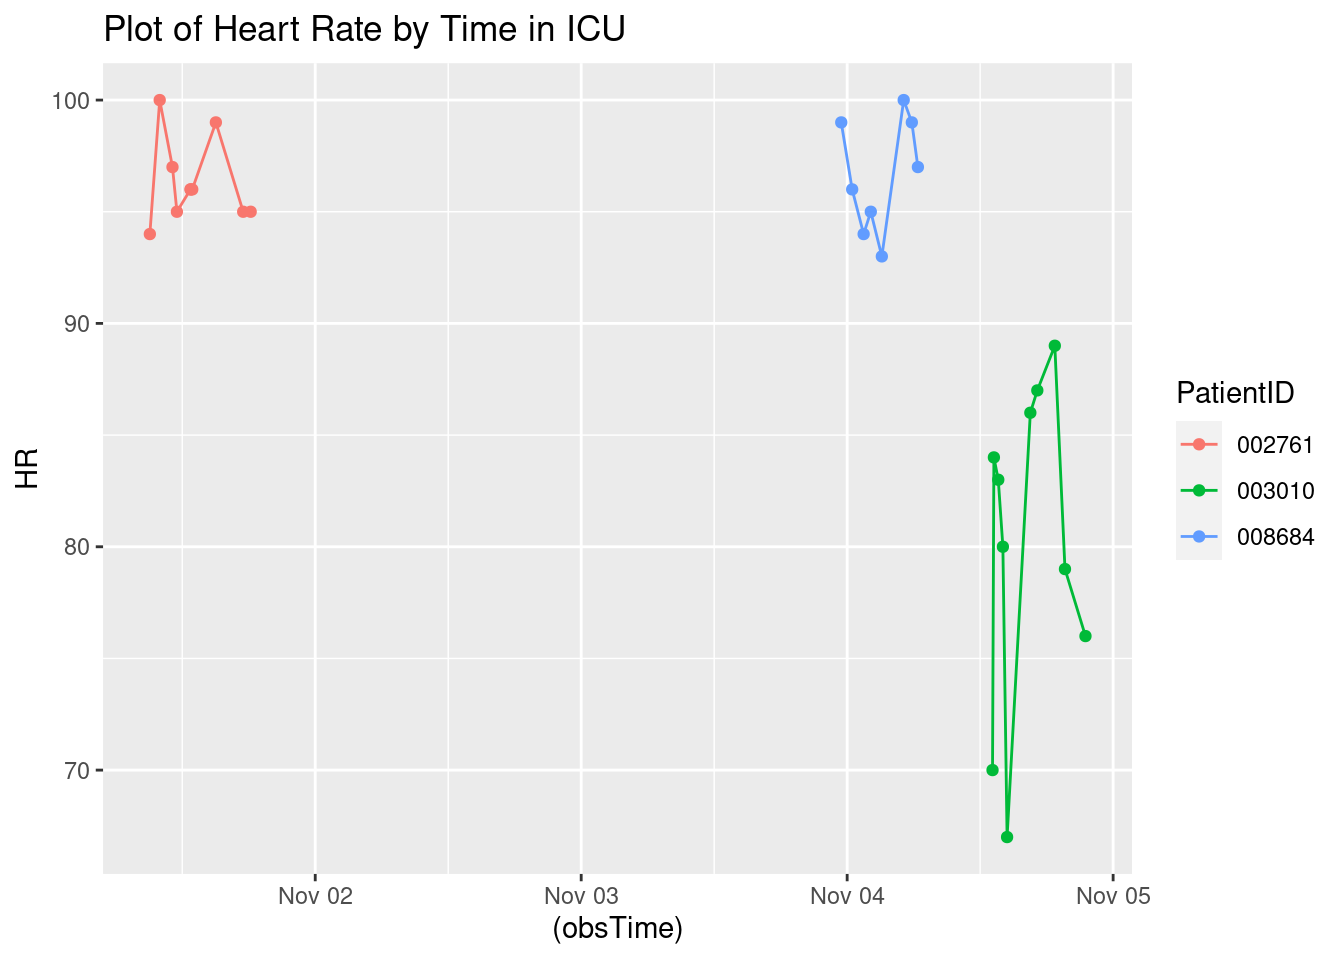 Plot of Heart Rate by Time in ICU
100
90
80
70
HR
Nov 02
Nov 03
Nov 04
Nov 05
(obsTime)
PatientID
002761
003010
008684